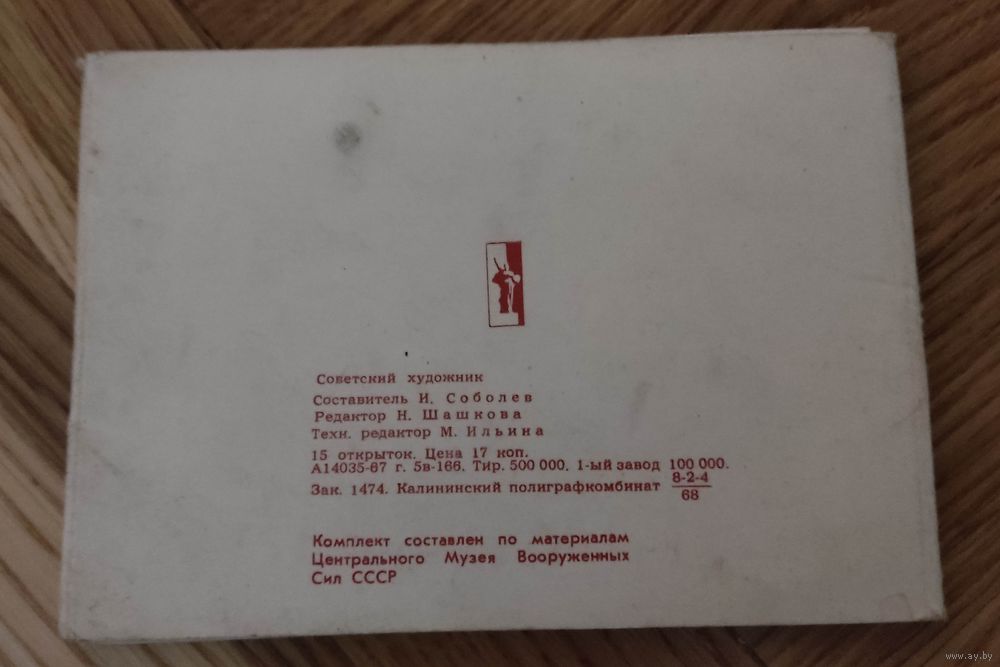 Советский художник
Составитель И. Соболев
Редактор Н. Шашкова
Техн. редактор М. Ильина
15 открыток. Цена 17 коп.
А14035-67 г. 5в-166. Тир. 500 000. 1-ый завод 100 000.
Зак. 1474. Калининский полиграфкомбинат 8-2-4
68
Комплект составлен по материалам
Центрального Музея Вооруженных
Сил СССР
www.ay.by